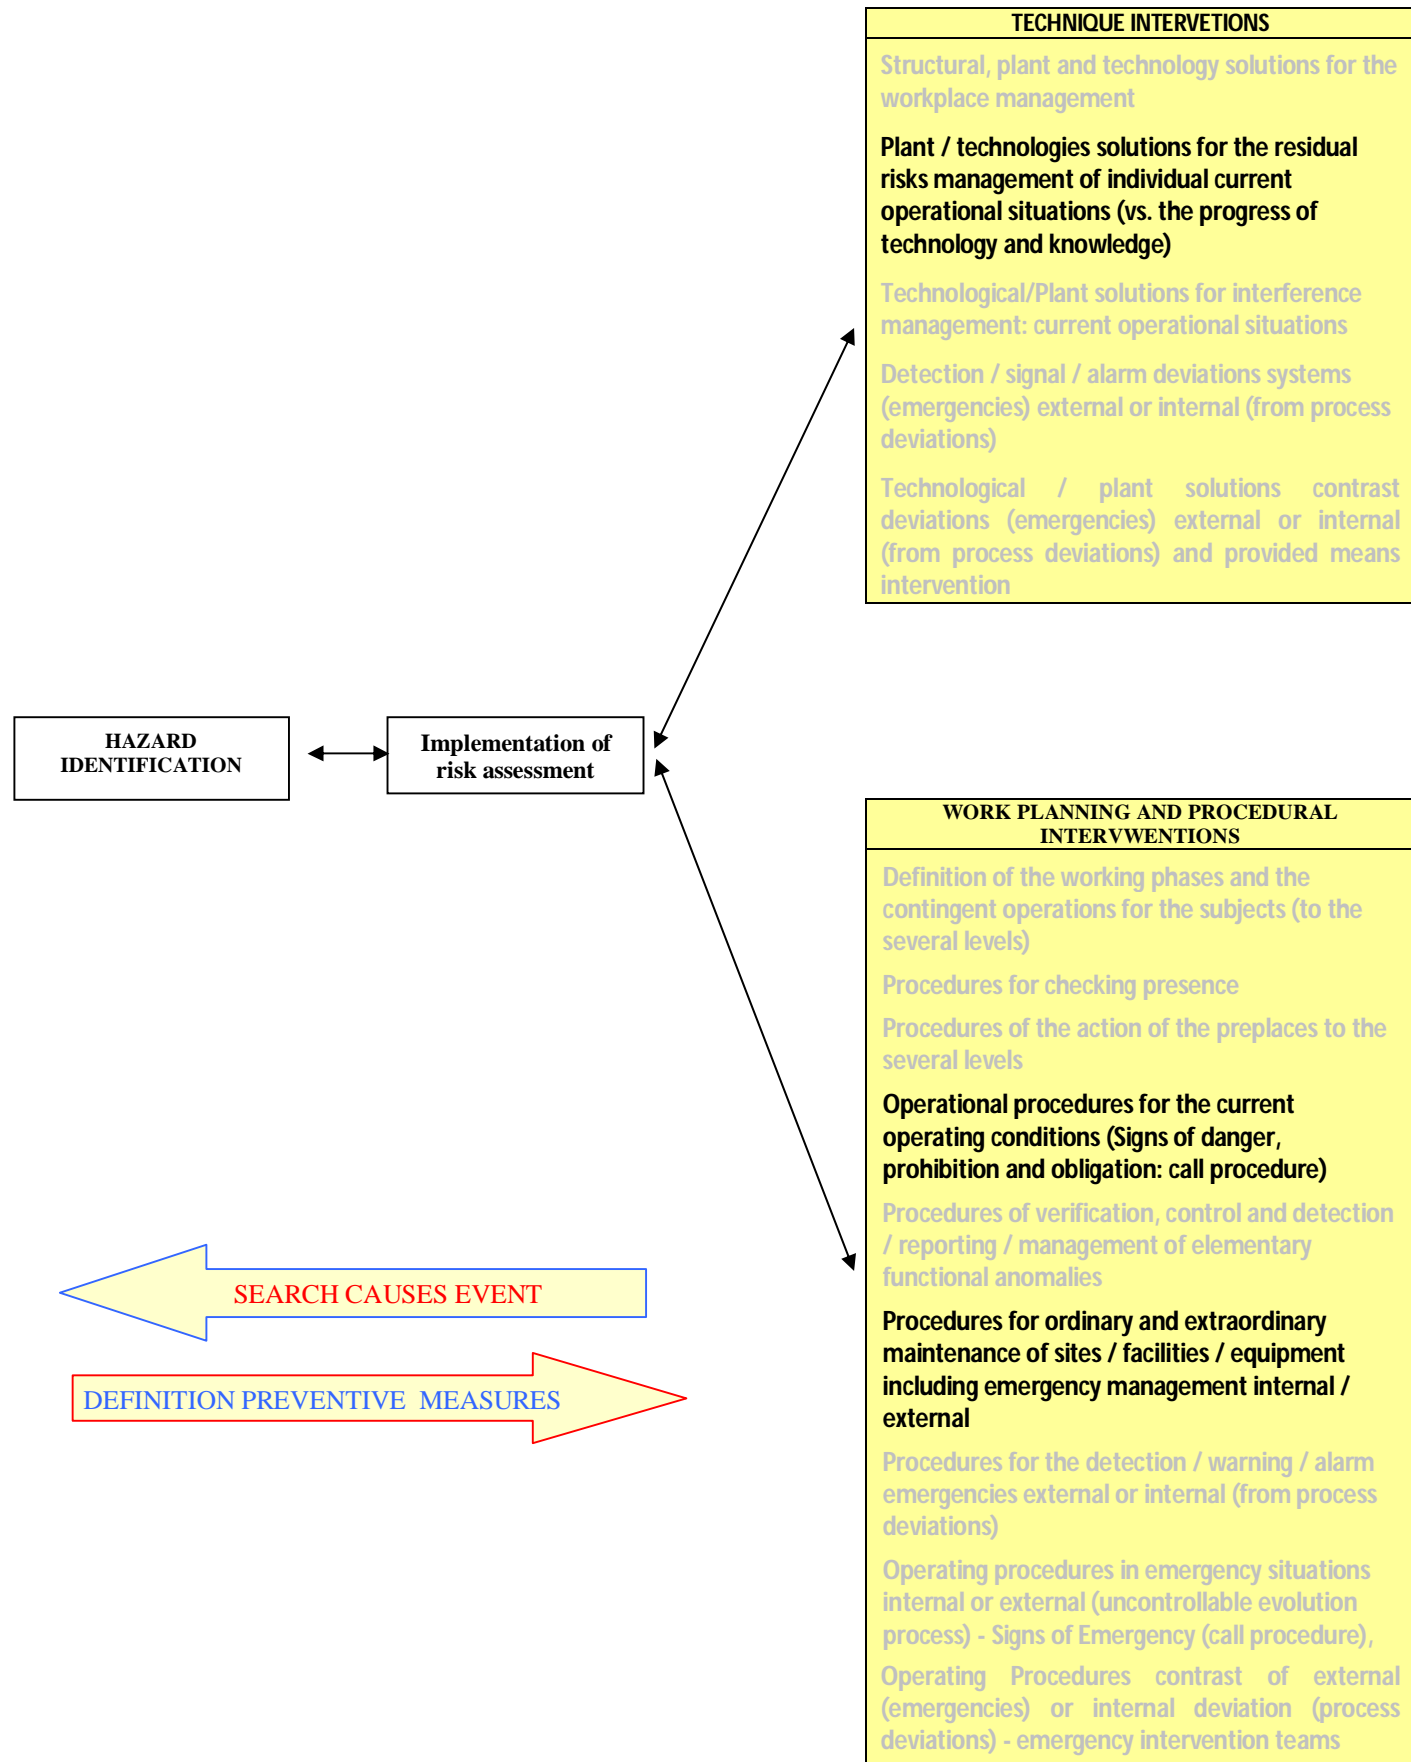 TECHNIQUE INTERVETIONS
Structural, plant and technology solutions for the
workplace management
Plant / technologies solutions for the residual
risks management of individual current
operational situations (vs. the progress of
technology and knowledge)
Technological/Plant solutions for interference
management: current operational situations
Detection / signal / alarm deviations systems
(emergencies) external or internal (from process
deviations)
Technological / plant solutions contrast
deviations (emergencies) external or internal
(from process deviations) and provided means
intervention
HAZARD
IDENTIFICATION
Implementation of
risk assessment
WORK PLANNING AND PROCEDURAL
INTERVWENTIONS
Definition of the working phases and the
contingent operations for the subjects (to the
several levels)
Procedures for checking presence
Procedures of the action of the preplaces to the
several levels
Operational procedures for the current
operating conditions (Signs of danger,
prohibition and obligation: call procedure)
Procedures of verification, control and detection
/ reporting / management of elementary
functional anomalies
Procedures for ordinary and extraordinary
maintenance of sites / facilities / equipment
including emergency management internal /
external
Procedures for the detection / warning / alarm
emergencies external or internal (from process
deviations)
Operating procedures in emergency situations
internal or external (uncontrollable evolution
process) - Signs of Emergency (call procedure),
Operating Procedures contrast of external
(emergencies) or internal deviation (process
deviations) - emergency intervention teams
SEARCH CAUSES EVENT
DEFINITION PREVENTIVE MEASURES